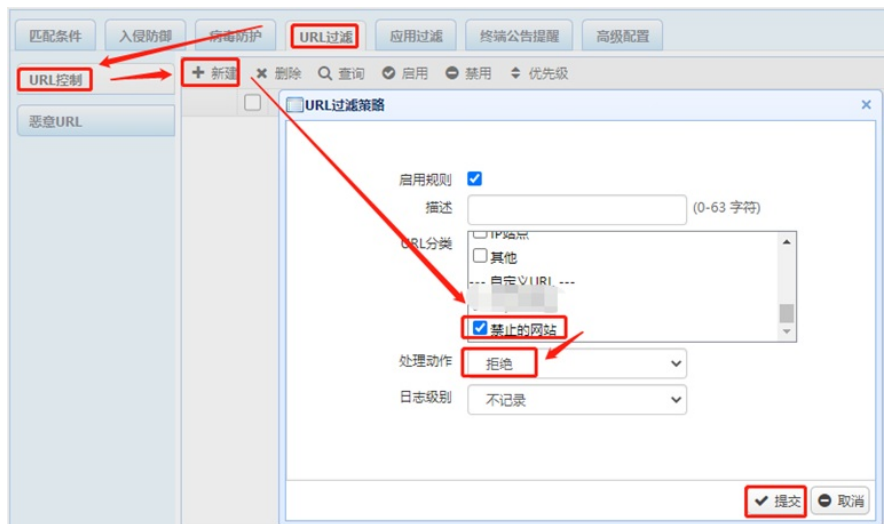 匹配条件 入侵防御 病毒防护 URL过滤 应用过滤 终端公告提醒 高级配置
URL控制
恶意URL
新建 删除 查询 启用 禁用 优先级
URL过滤策略
启用规则
描述 (0-63 字符)
URL分类
IP站点
其他
--- 自定义URL ---
禁止的网站
处理动作 拒绝
日志级别 不记录
提交 取消